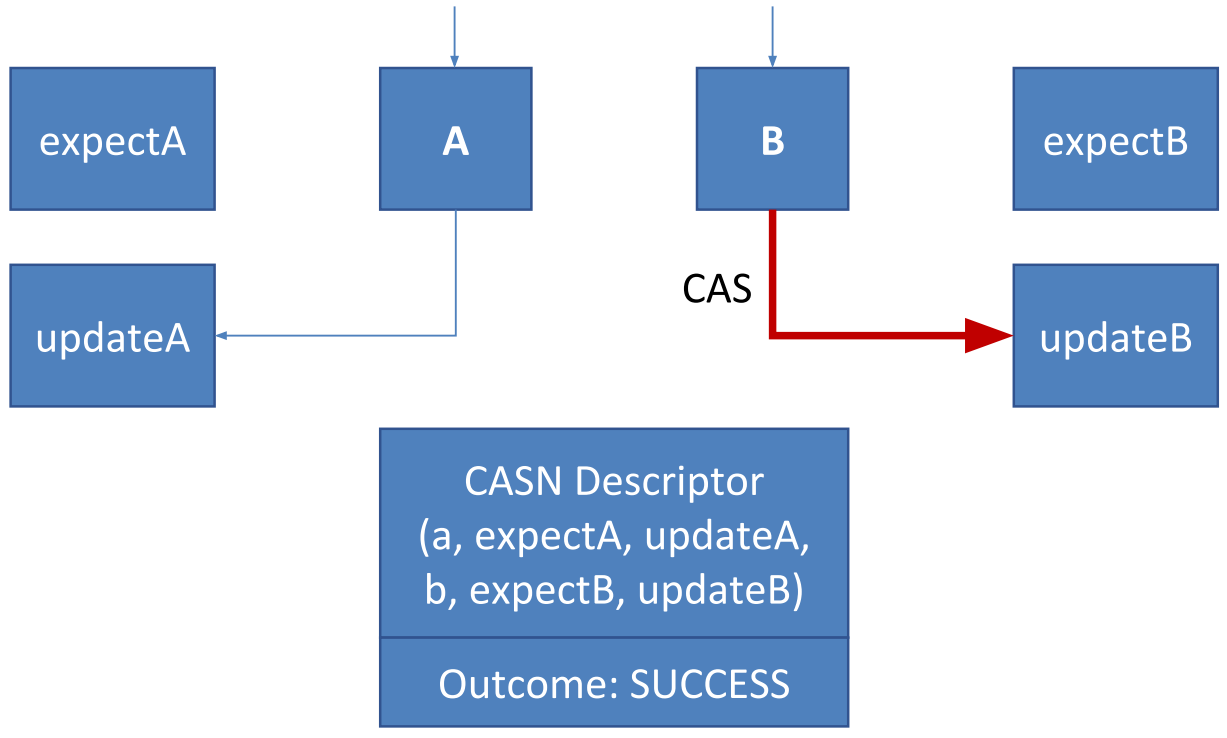 expectA
A
B
expectB
updateA
CAS
updateB
CASN Descriptor
(a, expectA, updateA,
b, expectB, updateB)
Outcome: SUCCESS